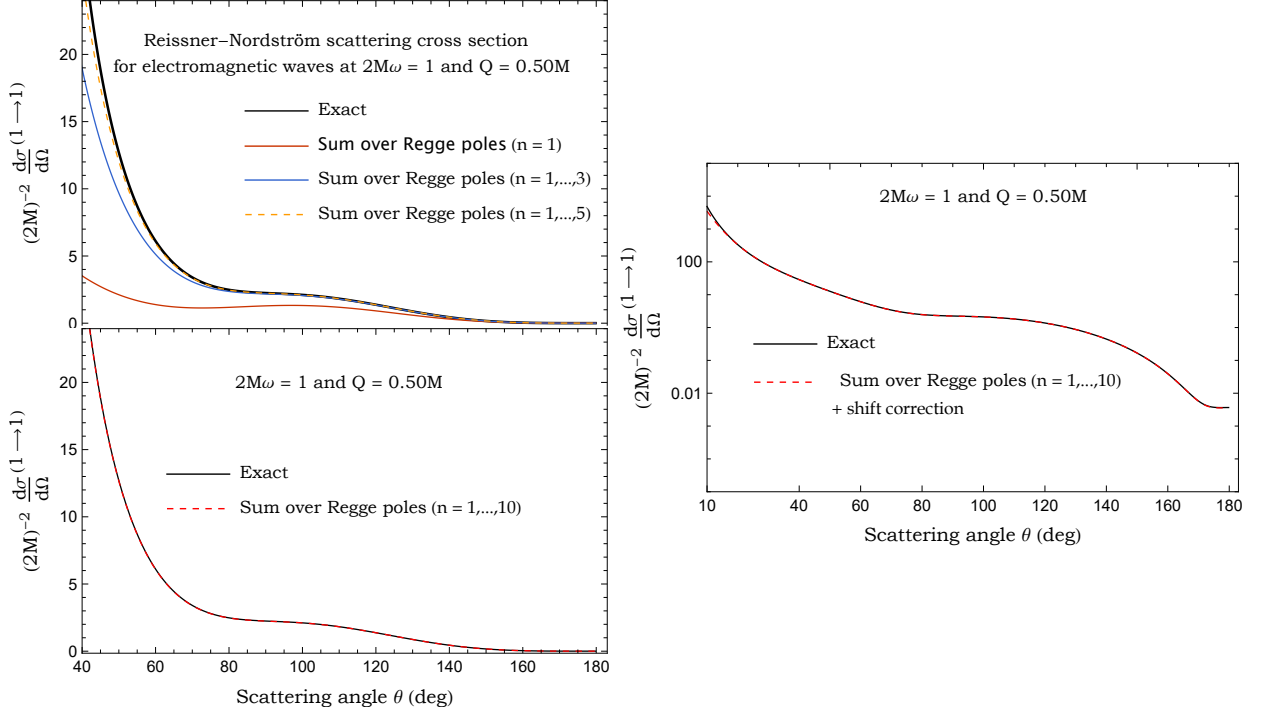 Reissner−Nordström scattering cross section
for electromagnetic waves at 2Mω = 1 and Q = 0.50M
Exact
Sum over Regge poles (n = 1)
Sum over Regge poles (n = 1,...,3)
Sum over Regge poles (n = 1,...,5)
(2M)⁻² dσ/dΩ (1 ⟶ 1)
20
15
10
5
0
2Mω = 1 and Q = 0.50M
Exact
Sum over Regge poles (n = 1,...,10)
(2M)⁻² dσ/dΩ (1 ⟶ 1)
20
15
10
5
0
40 60 80 100 120 140 160 180
Scattering angle θ (deg)
2Mω = 1 and Q = 0.50M
Exact
Sum over Regge poles (n = 1,...,10)
+ shift correction
(2M)⁻² dσ/dΩ (1 ⟶ 1)
100
0.01
10 40 60 80 100 120 140 160 180
Scattering angle θ (deg)